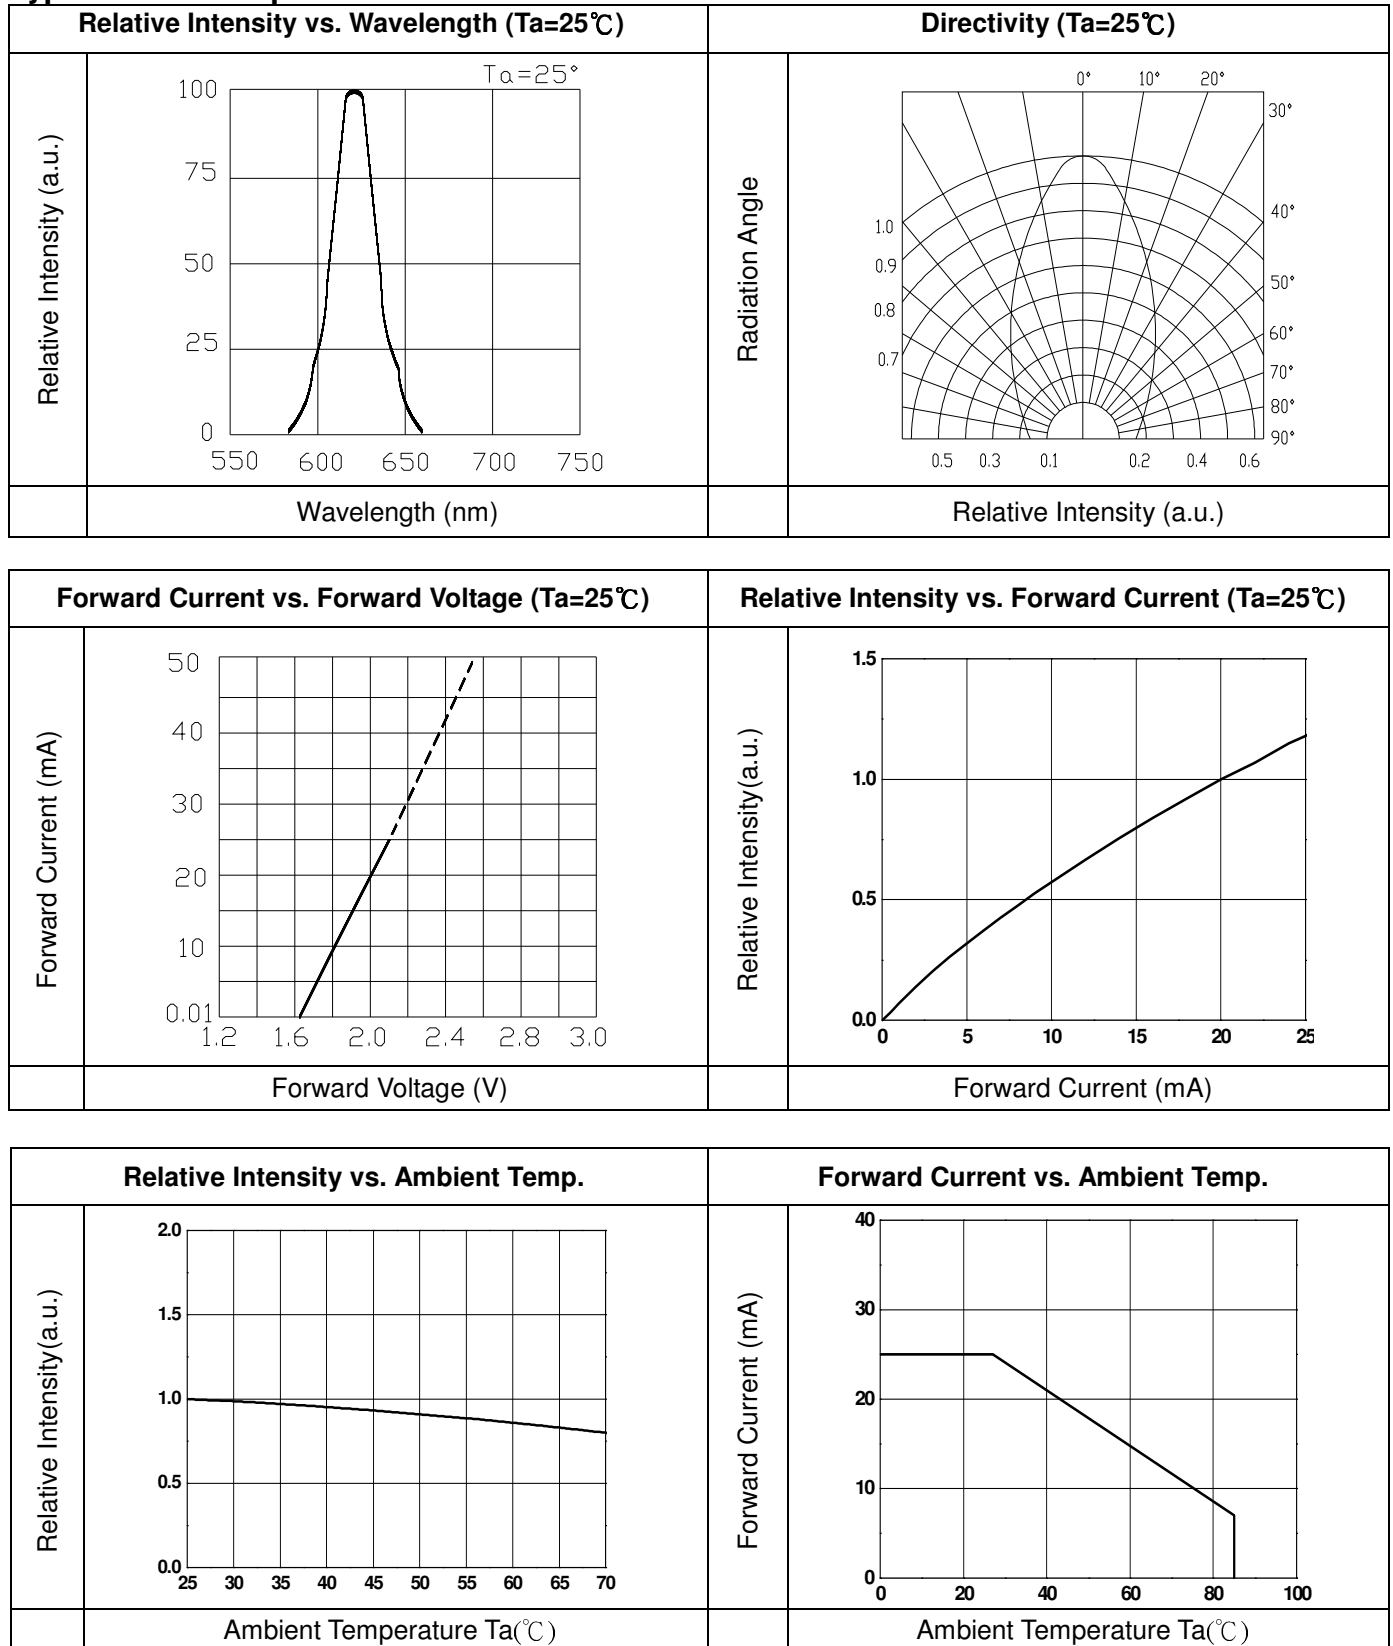 Relative Intensity vs. Wavelength (Ta=25℃)
Directivity (Ta=25℃)
Relative Intensity (a.u.)
Ta=25°
100
75
50
25
0
550 600 650 700 750
Wavelength (nm)
Radiation Angle
0° 10° 20°
30°
40°
50°
60°
70°
80°
90°
1.0
0.9
0.8
0.7
0.5 0.3 0.1 0.2 0.4 0.6
Relative Intensity (a.u.)
Forward Current vs. Forward Voltage (Ta=25℃)
Relative Intensity vs. Forward Current (Ta=25℃)
Forward Current (mA)
50
40
30
20
10
0.01
1.2 1.6 2.0 2.4 2.8 3.0
Forward Voltage (V)
Relative Intensity(a.u.)
1.5
1.0
0.5
0.0
0 5 10 15 20 25
Forward Current (mA)
Relative Intensity vs. Ambient Temp.
Forward Current vs. Ambient Temp.
Relative Intensity(a.u.)
2.0
1.5
1.0
0.5
0.0
25 30 35 40 45 50 55 60 65 70
Ambient Temperature Ta(℃)
Forward Current (mA)
40
30
20
10
0
0 20 40 60 80 100
Ambient Temperature Ta(℃)